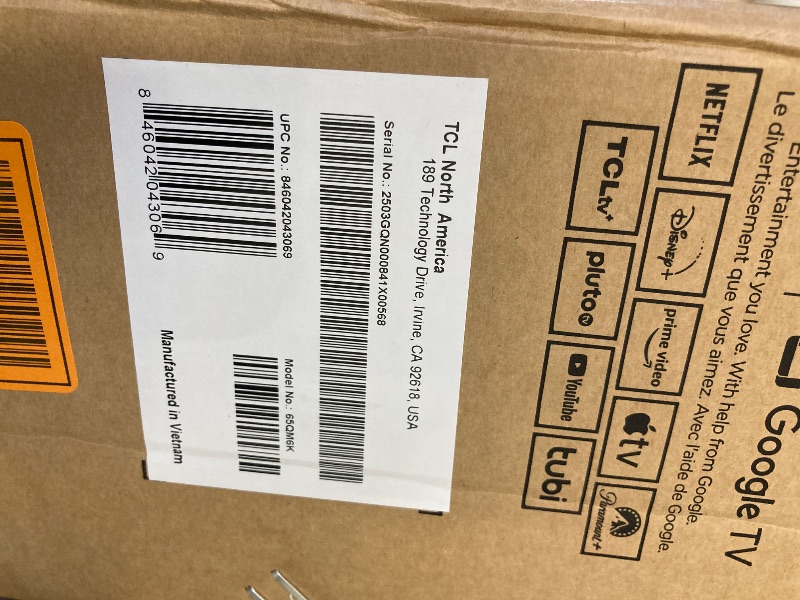 TCL North America
189 Technology Drive, Irvine, CA 92618, USA
Serial No.: 2503GQN000841X00568
UPC No.: 846042043069
8 46042 04306 9
Model No.: 65QM6K
Manufactured in Vietnam
Google TV
Entertainment you love. With help from Google.
Le divertissement que vous aimez. Avec l'aide de Google.
NETFLIX
Disney+
prime video
tv
Paramount+
TCLtv+
pluto tv
YouTube
tubi